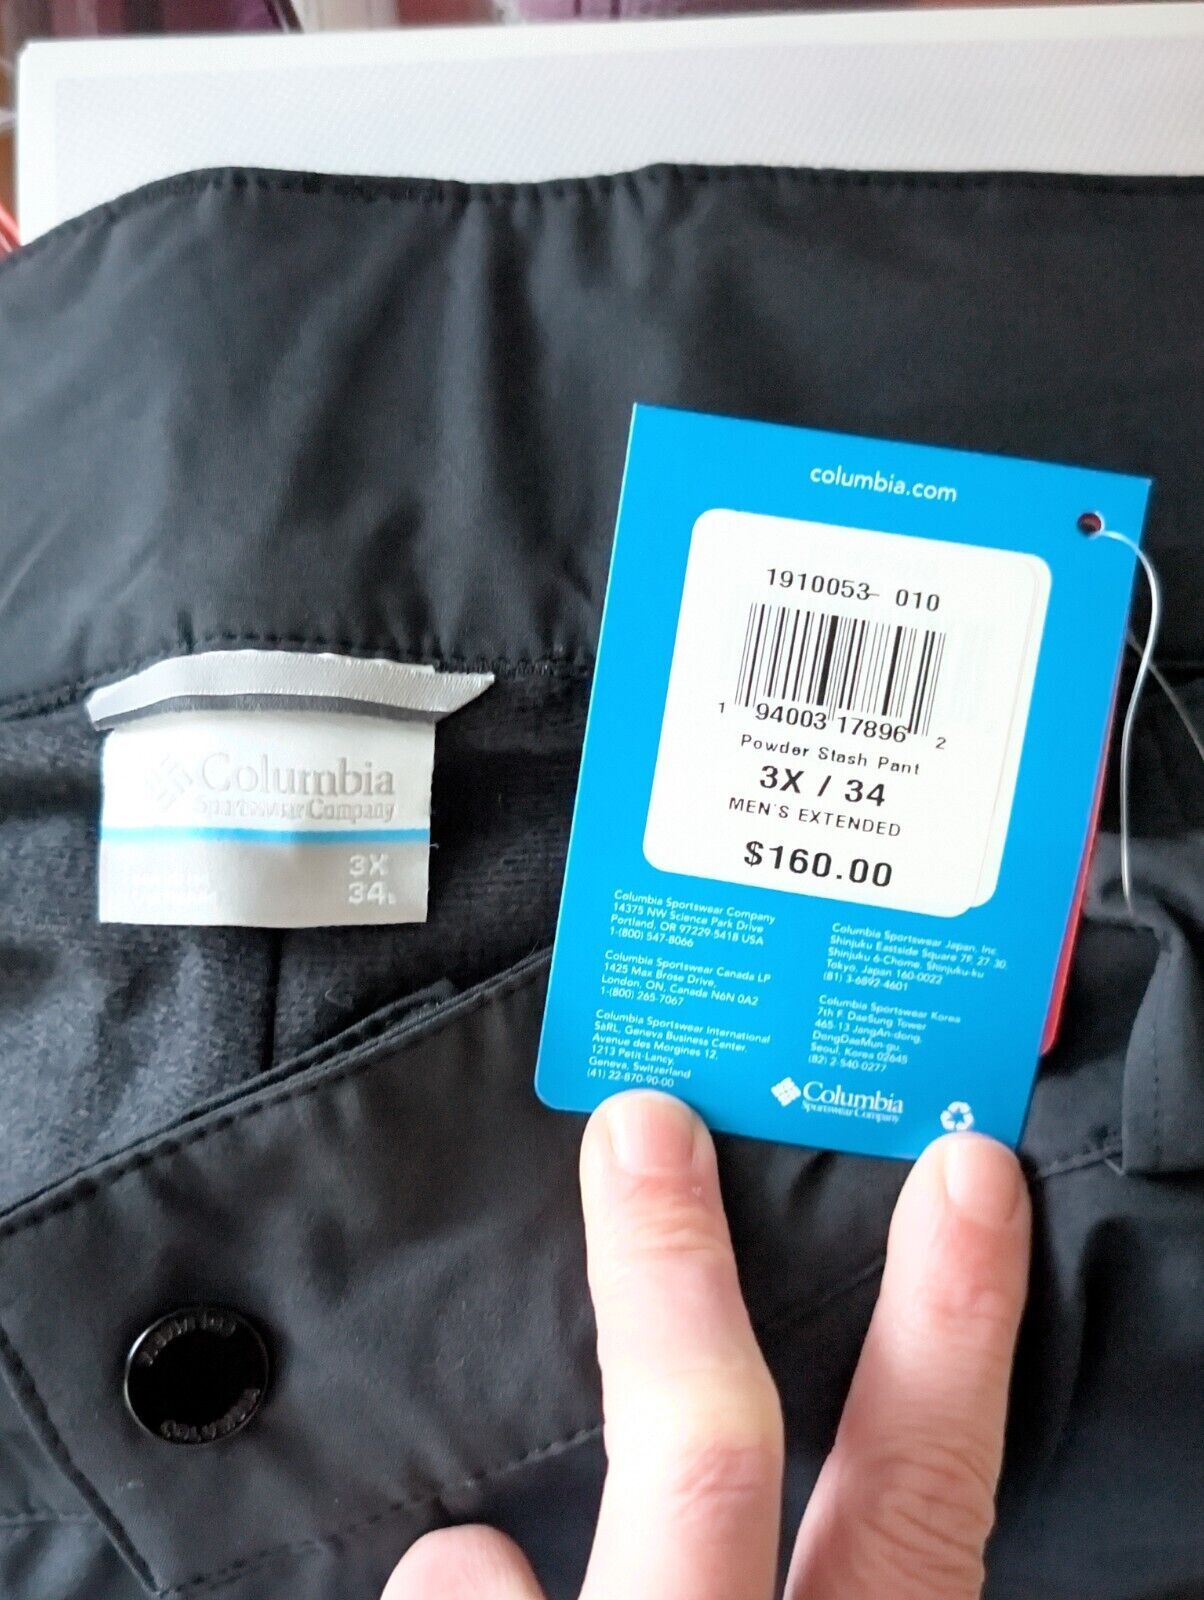 columbia.com
1910053- 010
1 94003 17896 2
Powder Stash Pant
3X / 34
MEN'S EXTENDED
$160.00
Columbia
Sportswear Company
3X
34
Columbia Sportswear Company
14375 NW Science Park Drive
Portland, OR 97229-5418 USA
1-(800) 547-8066
Columbia Sportswear Canada LP
1425 Max Brose Drive,
London, ON, Canada N6N 0A2
1-(800) 265-7067
Columbia Sportswear International
SàRL, Geneva Business Center,
Avenue des Morgines 12,
1213 Petit-Lancy,
Geneva, Switzerland
(41) 22-870-90-00
Columbia Sportswear Japan, Inc.
Shinjuku Eastside Square 7F, 27-30,
Shinjuku 6-Chome, Shinjuku-ku
Tokyo, Japan 160-0022
(81) 3-6892-4601
Columbia Sportswear Korea
7th F. DaeSung Tower
465-13 JangAn-dong,
DongDaeMun-gu,
Seoul, Korea 02645
(82) 2-540-0277
Columbia
Sportswear Company
COLUMBIA
COLUMBIA